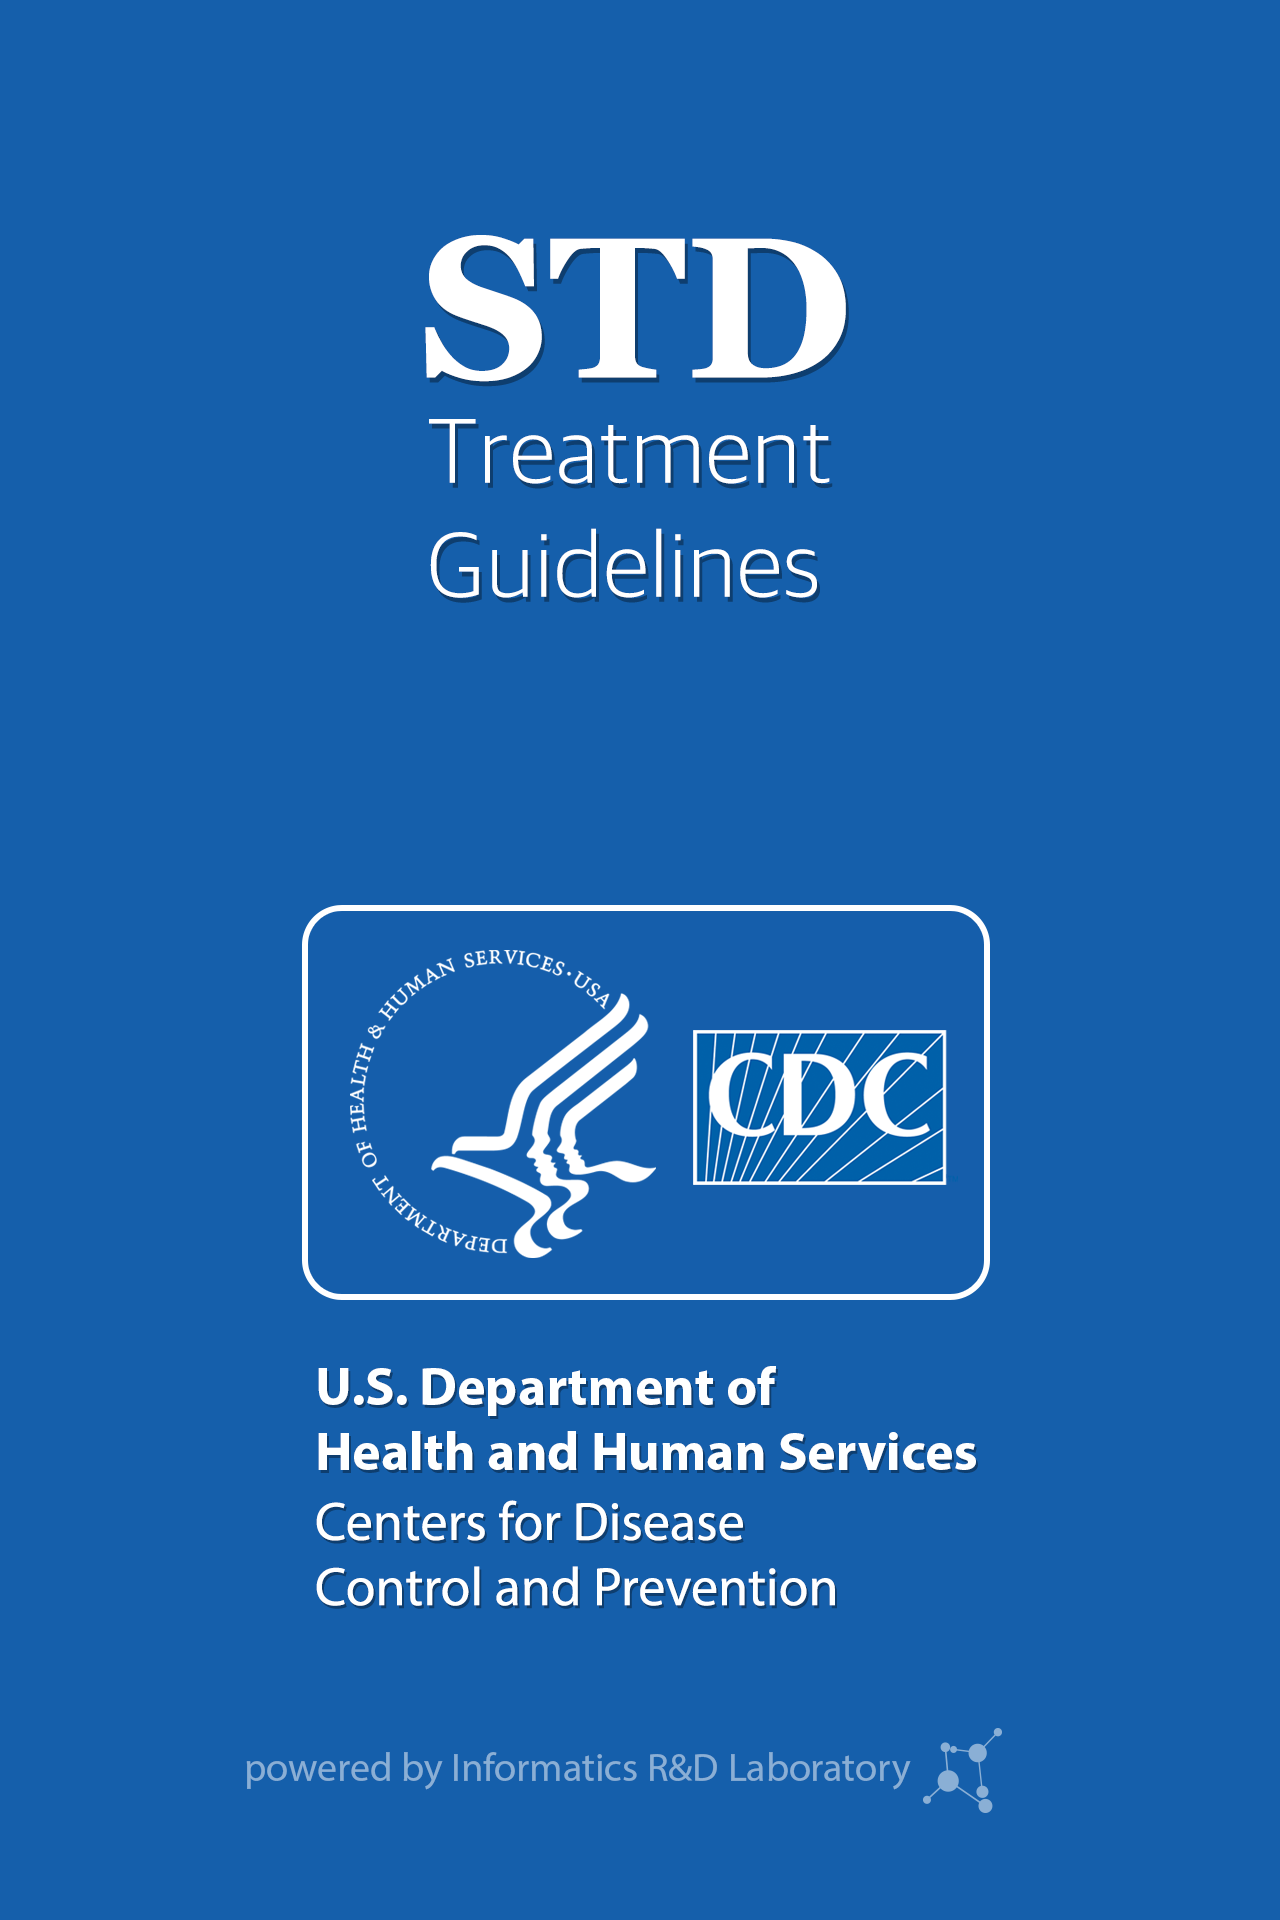 STD
Treatment
Guidelines
DEPARTMENT OF HEALTH & HUMAN SERVICES · USA
CDC
U.S. Department of
Health and Human Services
Centers for Disease
Control and Prevention
powered by Informatics R&D Laboratory